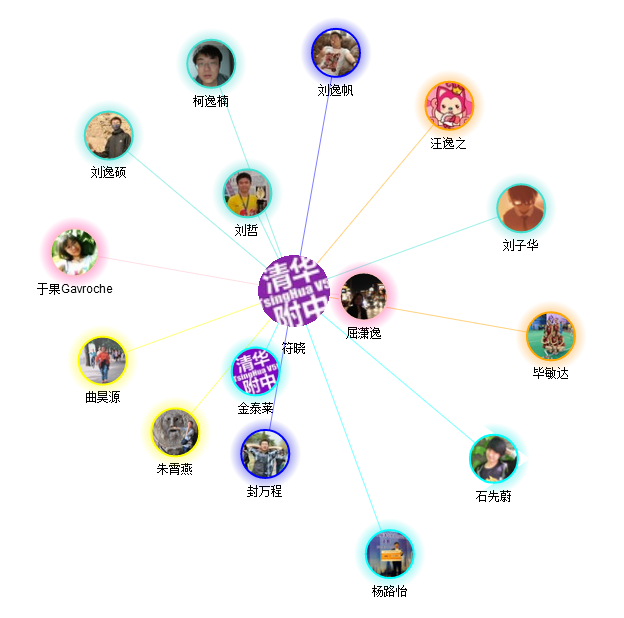 刘逸帆
柯逸楠
汪逸之
刘逸硕
刘哲
刘子华
于果Gavroche
清华
TsingHua VS
附中
屈潇逸
符晓
毕敏达
曲昊源
清华
TsingHua VS
附中
金泰莱
朱霄燕
封万程
石先蔚
杨路怡